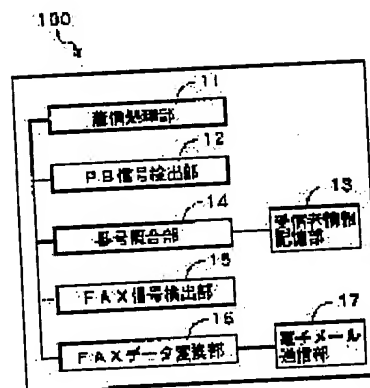 100
11
着信処理部
12
PB信号検出部
14
番号照合部
13
受信者情報
記憶部
15
FAX信号検出部
16
FAXデータ変換部
17
電子メール
送信部